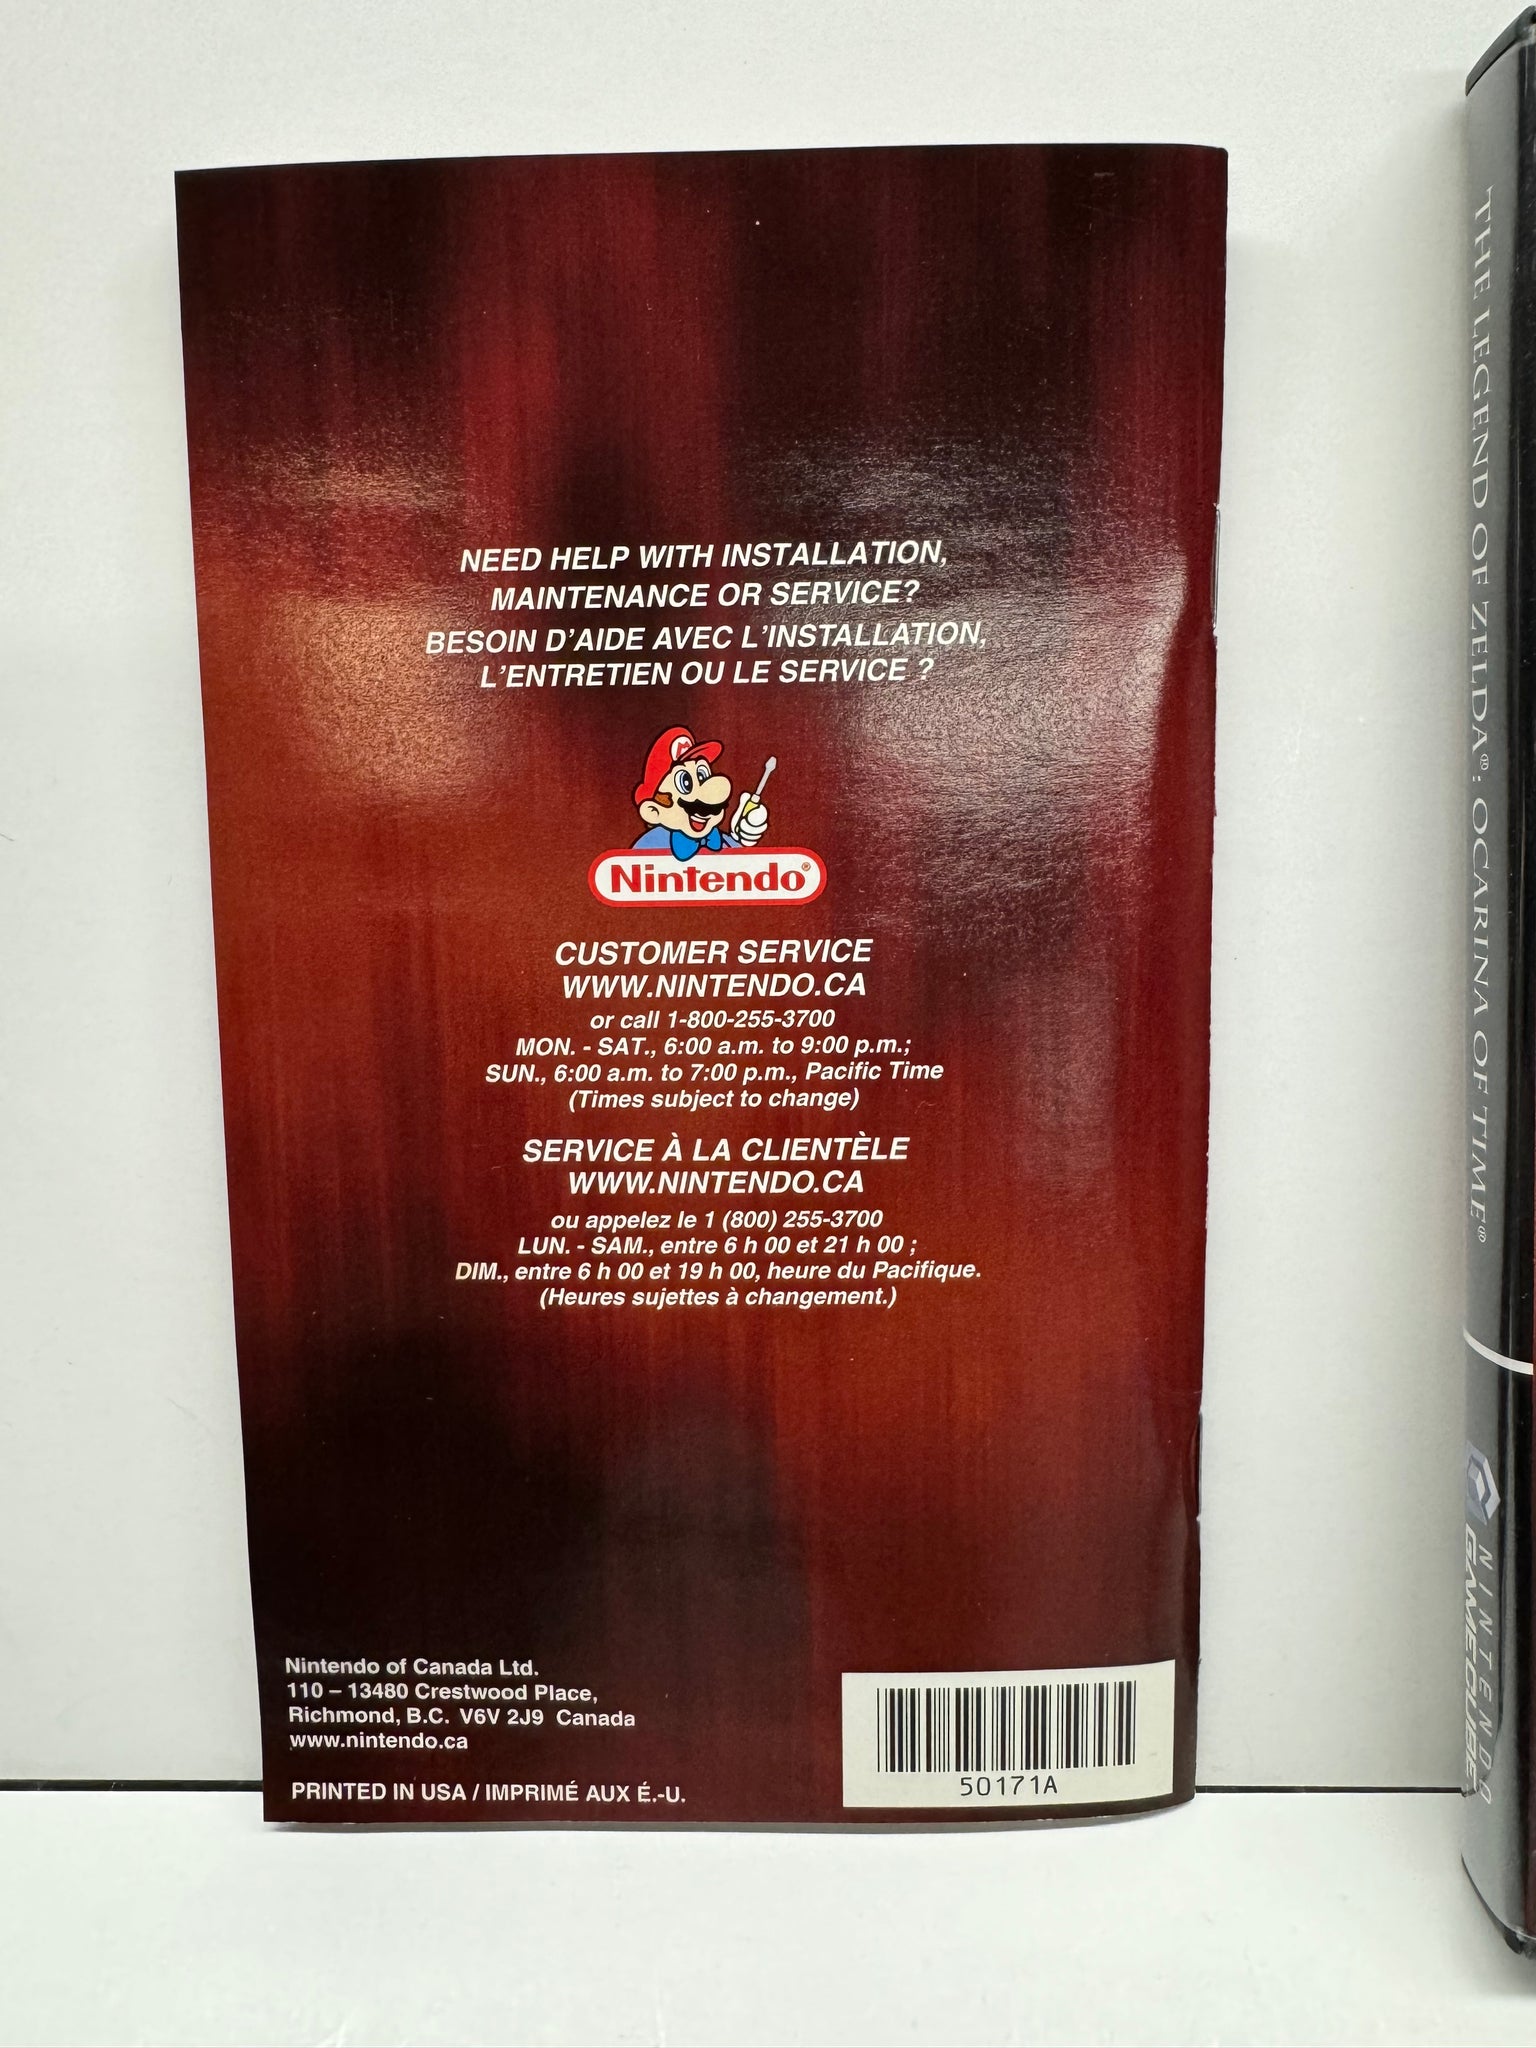 NEED HELP WITH INSTALLATION,
MAINTENANCE OR SERVICE?
BESOIN D'AIDE AVEC L'INSTALLATION,
L'ENTRETIEN OU LE SERVICE ?
M
Nintendo®
CUSTOMER SERVICE
WWW.NINTENDO.CA
or call 1-800-255-3700
MON. - SAT., 6:00 a.m. to 9:00 p.m.;
SUN., 6:00 a.m. to 7:00 p.m., Pacific Time
(Times subject to change)
SERVICE À LA CLIENTÈLE
WWW.NINTENDO.CA
ou appelez le 1 (800) 255-3700
LUN. - SAM., entre 6 h 00 et 21 h 00 ;
DIM., entre 6 h 00 et 19 h 00, heure du Pacifique.
(Heures sujettes à changement.)
Nintendo of Canada Ltd.
110 – 13480 Crestwood Place,
Richmond, B.C. V6V 2J9 Canada
www.nintendo.ca
PRINTED IN USA / IMPRIMÉ AUX É.-U.
50171A
THE LEGEND OF ZELDA®: OCARINA OF TIME®
NINTENDO
GAMECUBE